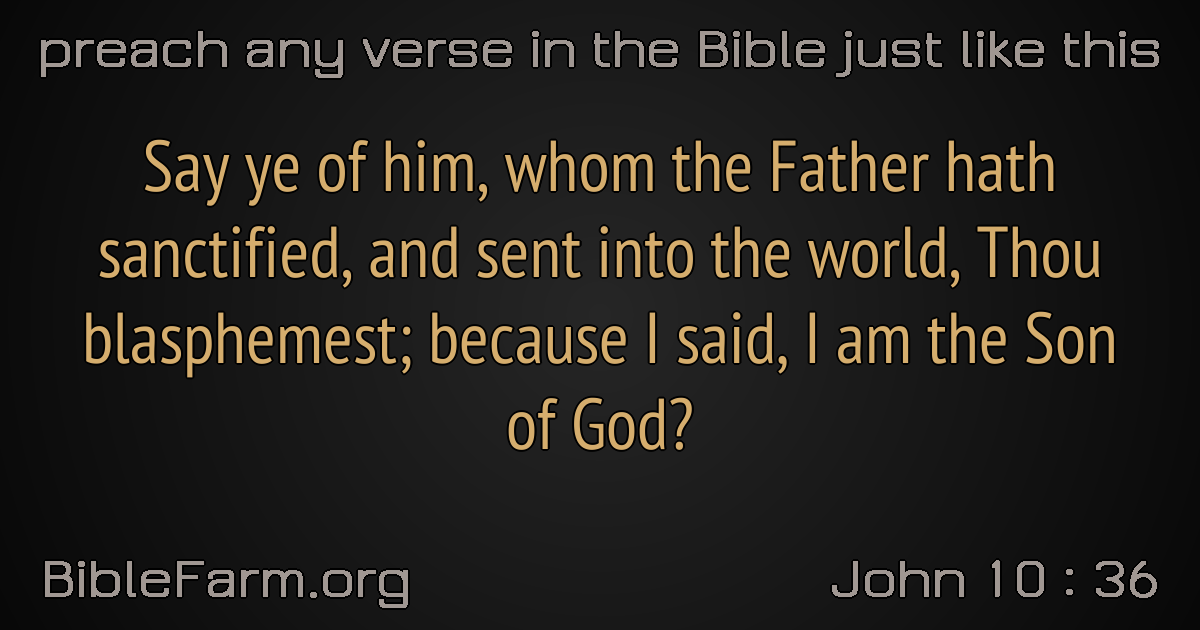 preach any verse in the Bible just like this
Say ye of him, whom the Father hath
sanctified, and sent into the world, Thou
blasphemest; because I said, I am the Son
of God?
BibleFarm.org
John 10 : 36